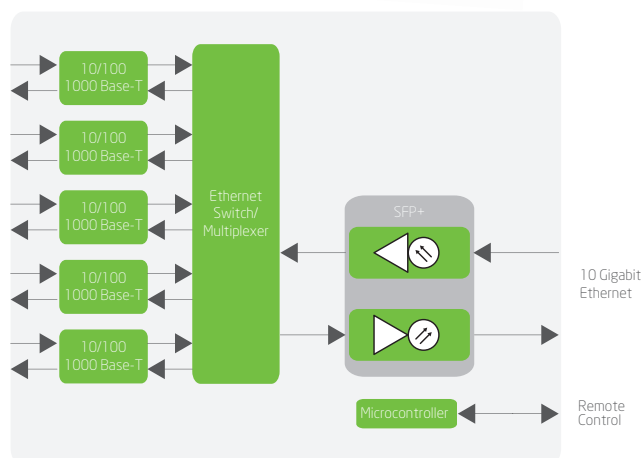 10/100
1000 Base-T
10/100
1000 Base-T
10/100
1000 Base-T
10/100
1000 Base-T
10/100
1000 Base-T
Ethernet
Switch/
Multiplexer
SFP+
10 Gigabit
Ethernet
Microcontroller
Remote
Control